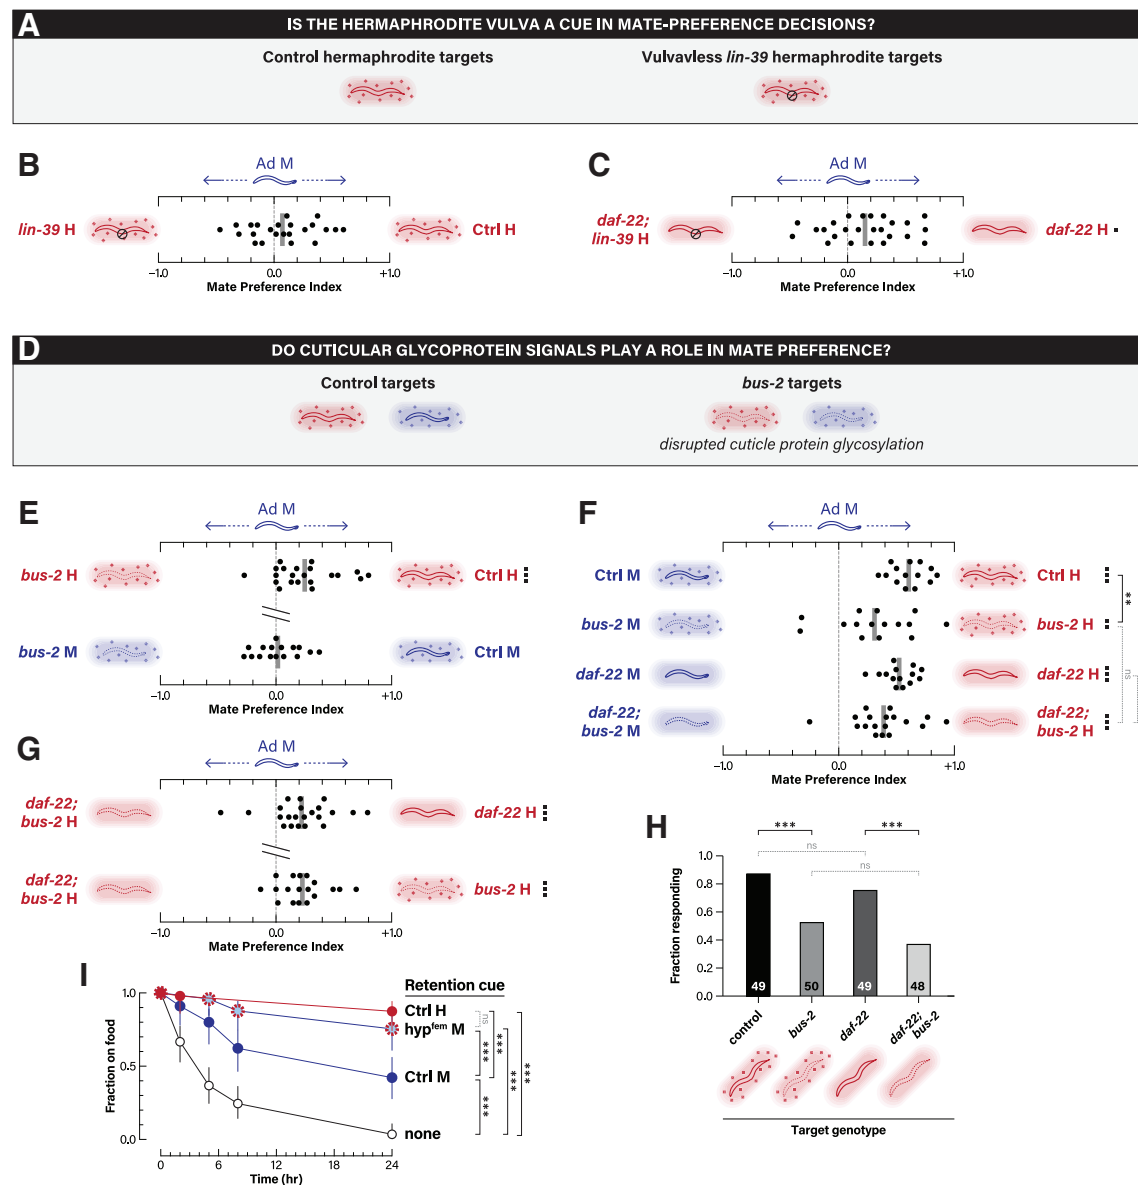 A
IS THE HERMAPHRODITE VULVA A CUE IN MATE-PREFERENCE DECISIONS?
Control hermaphrodite targets
Vulvavless lin-39 hermaphrodite targets
B
Ad M
lin-39 H
Ctrl H
−1.0 0.0 +1.0
Mate Preference Index
C
Ad M
daf-22;
lin-39 H
daf-22 H
−1.0 0.0 +1.0
Mate Preference Index
D
DO CUTICULAR GLYCOPROTEIN SIGNALS PLAY A ROLE IN MATE PREFERENCE?
Control targets
bus-2 targets
disrupted cuticle protein glycosylation
E
Ad M
bus-2 H
Ctrl H
bus-2 M
Ctrl M
−1.0 0.0 +1.0
Mate Preference Index
F
Ad M
Ctrl M
Ctrl H
**
bus-2 M
bus-2 H
ns
daf-22 M
daf-22 H
daf-22;
bus-2 M
daf-22;
bus-2 H
−1.0 0.0 +1.0
Mate Preference Index
G
Ad M
daf-22;
bus-2 H
daf-22 H
daf-22;
bus-2 H
bus-2 H
−1.0 0.0 +1.0
Mate Preference Index
H
*** ***
ns
ns
Fraction responding
1.0
0.8
0.6
0.4
0.2
0.0
49 50 49 48
control
bus-2
daf-22
daf-22;
bus-2
Target genotype
I
Retention cue
Fraction on food
1.0
0.5
0.0
Ctrl H
hypfem M
Ctrl M
none
ns
***
***
***
***
***
0 6 12 18 24
Time (hr)